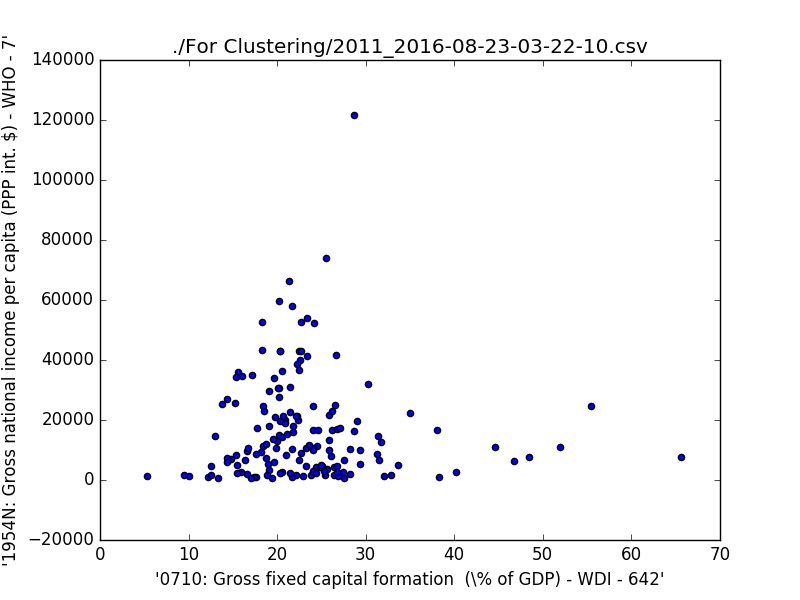 ./For Clustering/2011_2016-08-23-03-22-10.csv
'1954N: Gross national income per capita (PPP int. $) - WHO - 7'
140000
120000
100000
80000
60000
40000
20000
0
−20000
0 10 20 30 40 50 60 70
'0710: Gross fixed capital formation  (\% of GDP) - WDI - 642'